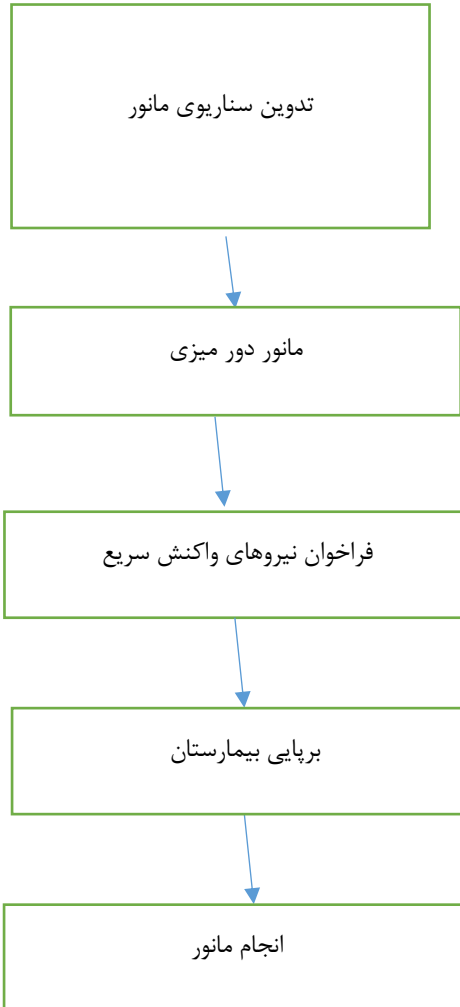 تدوین سناریوی مانور
مانور دور میزی
فراخوان نیروهای واکنش سریع
برپایی بیمارستان
انجام مانور